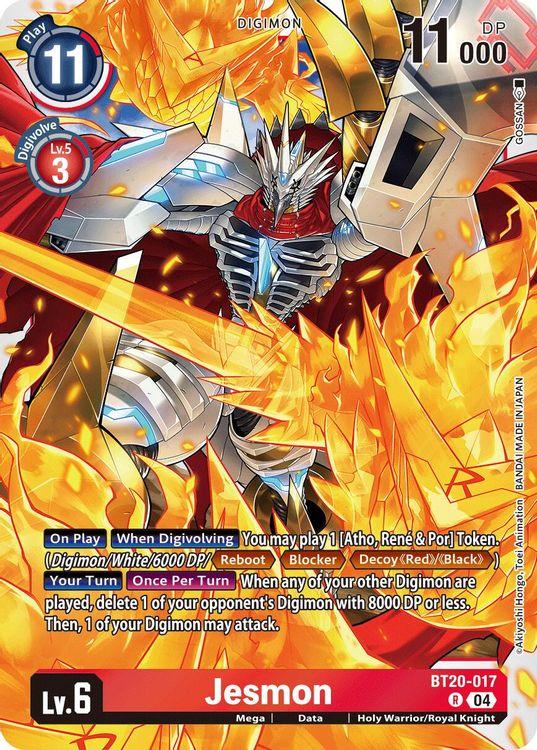 DIGIMON
Play
11
11000
DP
Digivolve
Lv.5
3
GOSSAN
On Play When Digivolving You may play 1 [Atho, René & Por] Token.
(Digimon/White/6000 DP/ Reboot Blocker Decoy《Red》/《Black》 )
Your Turn Once Per Turn When any of your other Digimon are
played, delete 1 of your opponent's Digimon with 8000 DP or less.
Then, 1 of your Digimon may attack.
©Akiyoshi Hongo, Toei Animation BANDAI MADE IN JAPAN
Lv.6
Jesmon
BT20-017
R 04
Mega Data Holy Warrior/Royal Knight